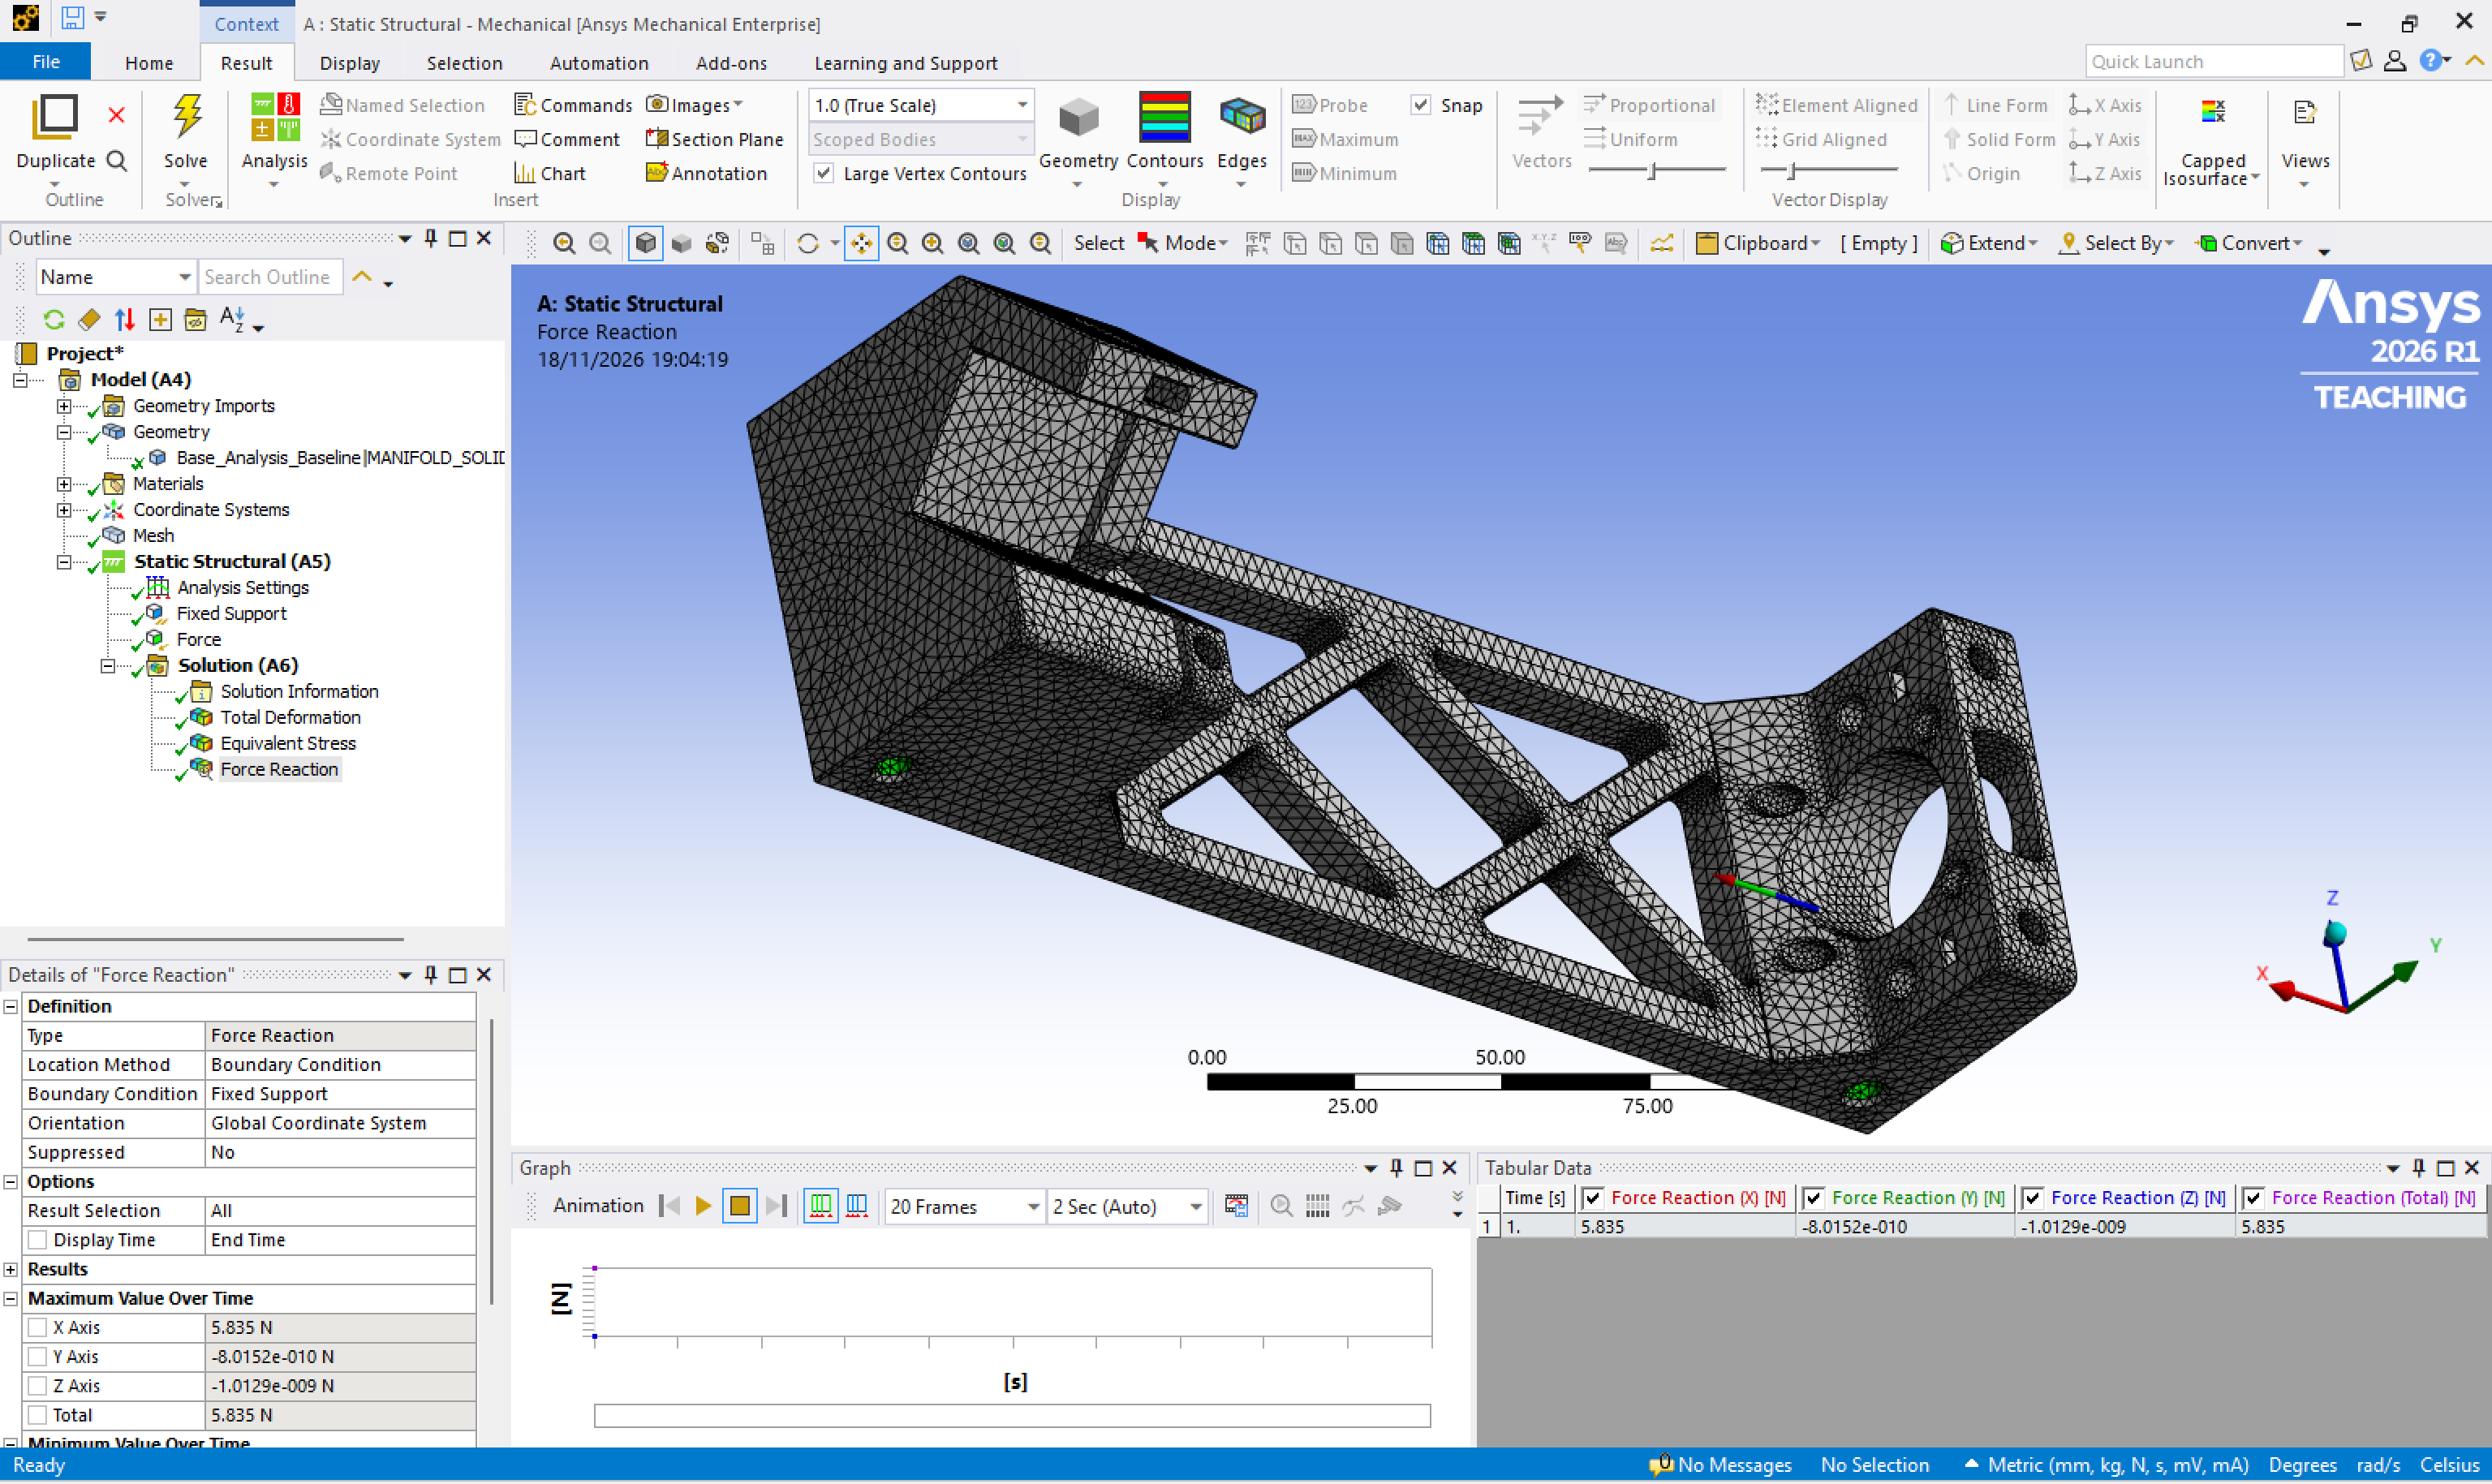 Context
A : Static Structural - Mechanical [Ansys Mechanical Enterprise]
File
Home
Result
Display
Selection
Automation
Add-ons
Learning and Support
Quick Launch
Duplicate
Outline
Solve
Solver
Analysis
Named Selection
Coordinate System
Remote Point
Commands
Comment
Chart
Images
Section Plane
Annotation
Insert
1.0 (True Scale)
Scoped Bodies
Large Vertex Contours
Geometry
Contours
Edges
Display
Probe
Maximum
Minimum
Snap
Vectors
Proportional
Uniform
Element Aligned
Grid Aligned
Line Form
Solid Form
Origin
X Axis
Y Axis
Z Axis
Vector Display
Capped
Isosurface
Views
Outline
Name
Search Outline
Select
Mode
Clipboard
[ Empty ]
Extend
Select By
Convert
Project*
Model (A4)
Geometry Imports
Geometry
Base_Analysis_Baseline|MANIFOLD_SOLID
Materials
Coordinate Systems
Mesh
Static Structural (A5)
Analysis Settings
Fixed Support
Force
Solution (A6)
Solution Information
Total Deformation
Equivalent Stress
Force Reaction
A: Static Structural
Force Reaction
18/11/2026 19:04:19
Ansys
2026 R1
TEACHING
Z
Y
X
0.00
50.00
25.00
75.00
Details of "Force Reaction"
Definition
Type Force Reaction
Location Method Boundary Condition
Boundary Condition Fixed Support
Orientation Global Coordinate System
Suppressed No
Options
Result Selection All
Display Time End Time
Results
Maximum Value Over Time
X Axis 5.835 N
Y Axis -8.0152e-010 N
Z Axis -1.0129e-009 N
Total 5.835 N
Minimum Value Over Time
Graph
Animation
20 Frames
2 Sec (Auto)
[N]
[s]
Tabular Data
Time [s] Force Reaction (X) [N] Force Reaction (Y) [N] Force Reaction (Z) [N] Force Reaction (Total) [N]
1 1. 5.835 -8.0152e-010 -1.0129e-009 5.835
Ready
0 No Messages
No Selection
Metric (mm, kg, N, s, mV, mA)
Degrees
rad/s
Celsius